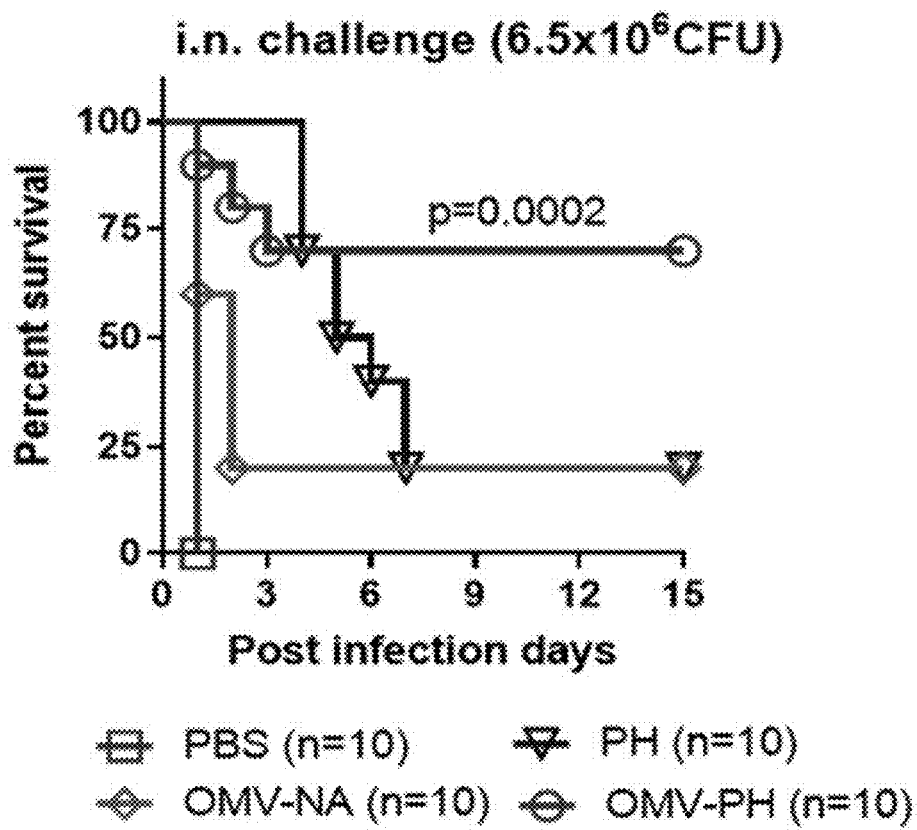 i.n. challenge (6.5x10⁶CFU)
Percent survival
100
75
50
25
0
p=0.0002
0 3 6 9 12 15
Post infection days
PBS (n=10) PH (n=10)
OMV-NA (n=10) OMV-PH (n=10)